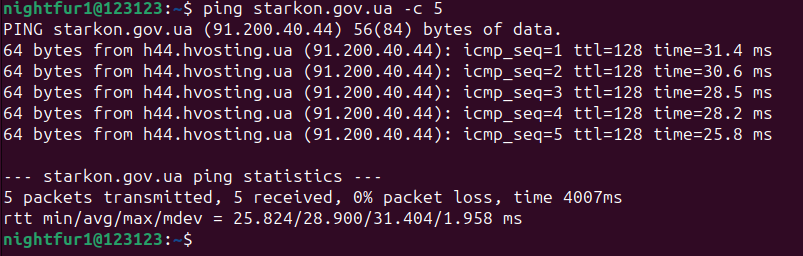 nightfur1@123123:~$ ping starkon.gov.ua -c 5
PING starkon.gov.ua (91.200.40.44) 56(84) bytes of data.
64 bytes from h44.hvosting.ua (91.200.40.44): icmp_seq=1 ttl=128 time=31.4 ms
64 bytes from h44.hvosting.ua (91.200.40.44): icmp_seq=2 ttl=128 time=30.6 ms
64 bytes from h44.hvosting.ua (91.200.40.44): icmp_seq=3 ttl=128 time=28.5 ms
64 bytes from h44.hvosting.ua (91.200.40.44): icmp_seq=4 ttl=128 time=28.2 ms
64 bytes from h44.hvosting.ua (91.200.40.44): icmp_seq=5 ttl=128 time=25.8 ms
--- starkon.gov.ua ping statistics ---
5 packets transmitted, 5 received, 0% packet loss, time 4007ms
rtt min/avg/max/mdev = 25.824/28.900/31.404/1.958 ms
nightfur1@123123:~$